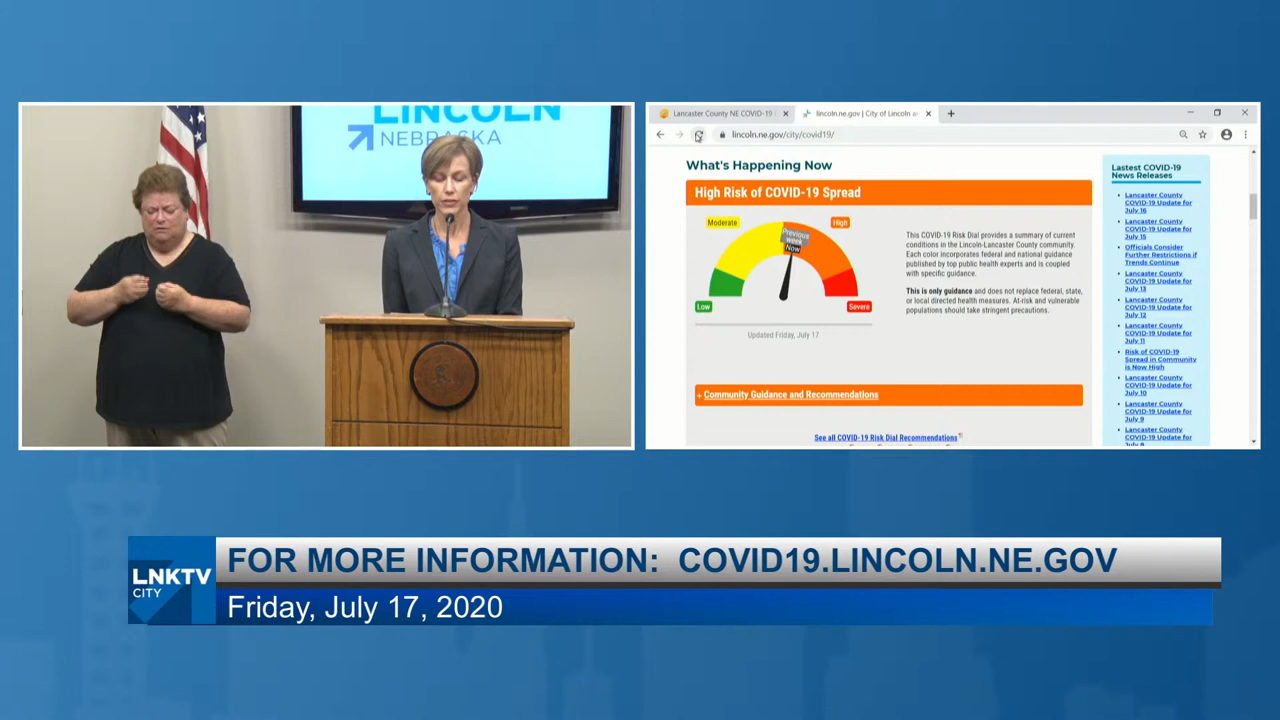 LINCOLN
NEBRASKA
Lancaster County NE COVID-19
lincoln.ne.gov | City of Lincoln a
lincoln.ne.gov/city/covid19/
What's Happening Now
High Risk of COVID-19 Spread
Moderate
High
Previous
week
Now
Low
Severe
Updated Friday, July 17
This COVID-19 Risk Dial provides a summary of current
conditions in the Lincoln-Lancaster County community.
Each color incorporates federal and national guidance
published by top public health experts and is coupled
with specific guidance.
This is only guidance and does not replace federal, state,
or local directed health measures. At-risk and vulnerable
populations should take stringent precautions.
+ Community Guidance and Recommendations
See all COVID-19 Risk Dial Recommendations
Lastest COVID-19
News Releases
Lancaster County
COVID-19 Update for
July 16
Lancaster County
COVID-19 Update for
July 15
Officials Consider
Further Restrictions if
Trends Continue
Lancaster County
COVID-19 Update for
July 13
Lancaster County
COVID-19 Update for
July 12
Lancaster County
COVID-19 Update for
July 11
Risk of COVID-19
Spread in Community
is Now High
Lancaster County
COVID-19 Update for
July 10
Lancaster County
COVID-19 Update for
July 9
Lancaster County
COVID-19 Update for
July 8
LNKTV
CITY
FOR MORE INFORMATION: COVID19.LINCOLN.NE.GOV
Friday, July 17, 2020